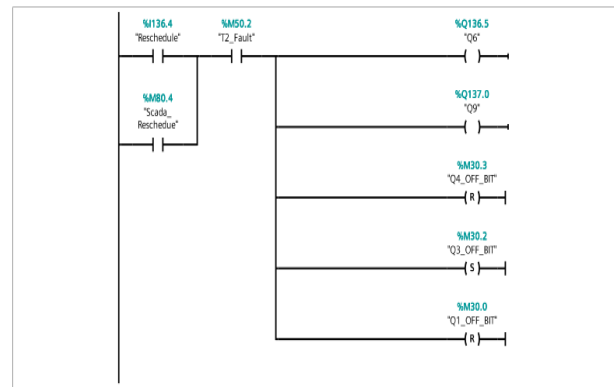 %I136.4
"Reschedule"
%M50.2
"T2_Fault"
%Q136.5
"Q6"
%M80.4
"Scada_
Reschedue"
%Q137.0
"Q9"
%M30.3
"Q4_OFF_BIT"
R
%M30.2
"Q3_OFF_BIT"
S
%M30.0
"Q1_OFF_BIT"
R